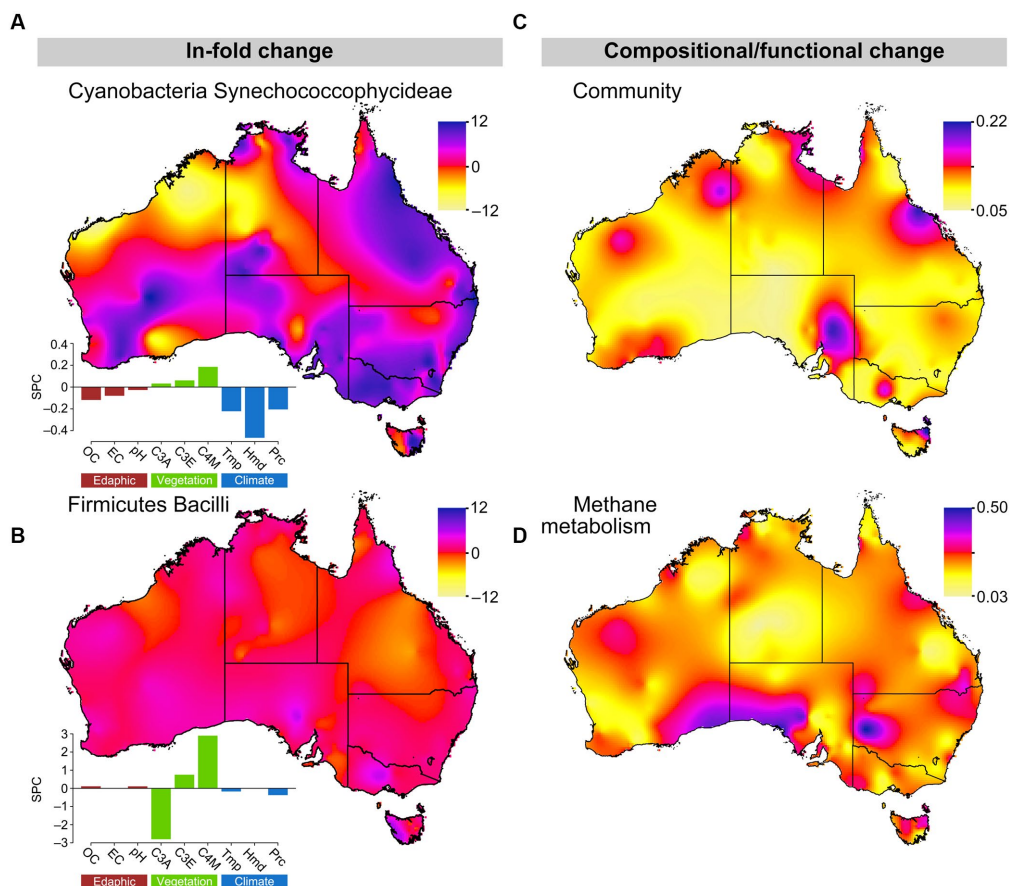 A
In-fold change
Cyanobacteria Synechococcophycideae
12
0
−12
0.4
0.2
0
−0.2
−0.4
SPC
OC EC pH C3A C3E C4M Tmp Hmd Prc
Edaphic Vegetation Climate
B
Firmicutes Bacilli
12
0
−12
3
2
1
0
−1
−2
−3
SPC
OC EC pH C3A C3E C4M Tmp Hmd Prc
Edaphic Vegetation Climate
C
Compositional/functional change
Community
0.22
0.05
D
Methane
metabolism
0.50
0.03